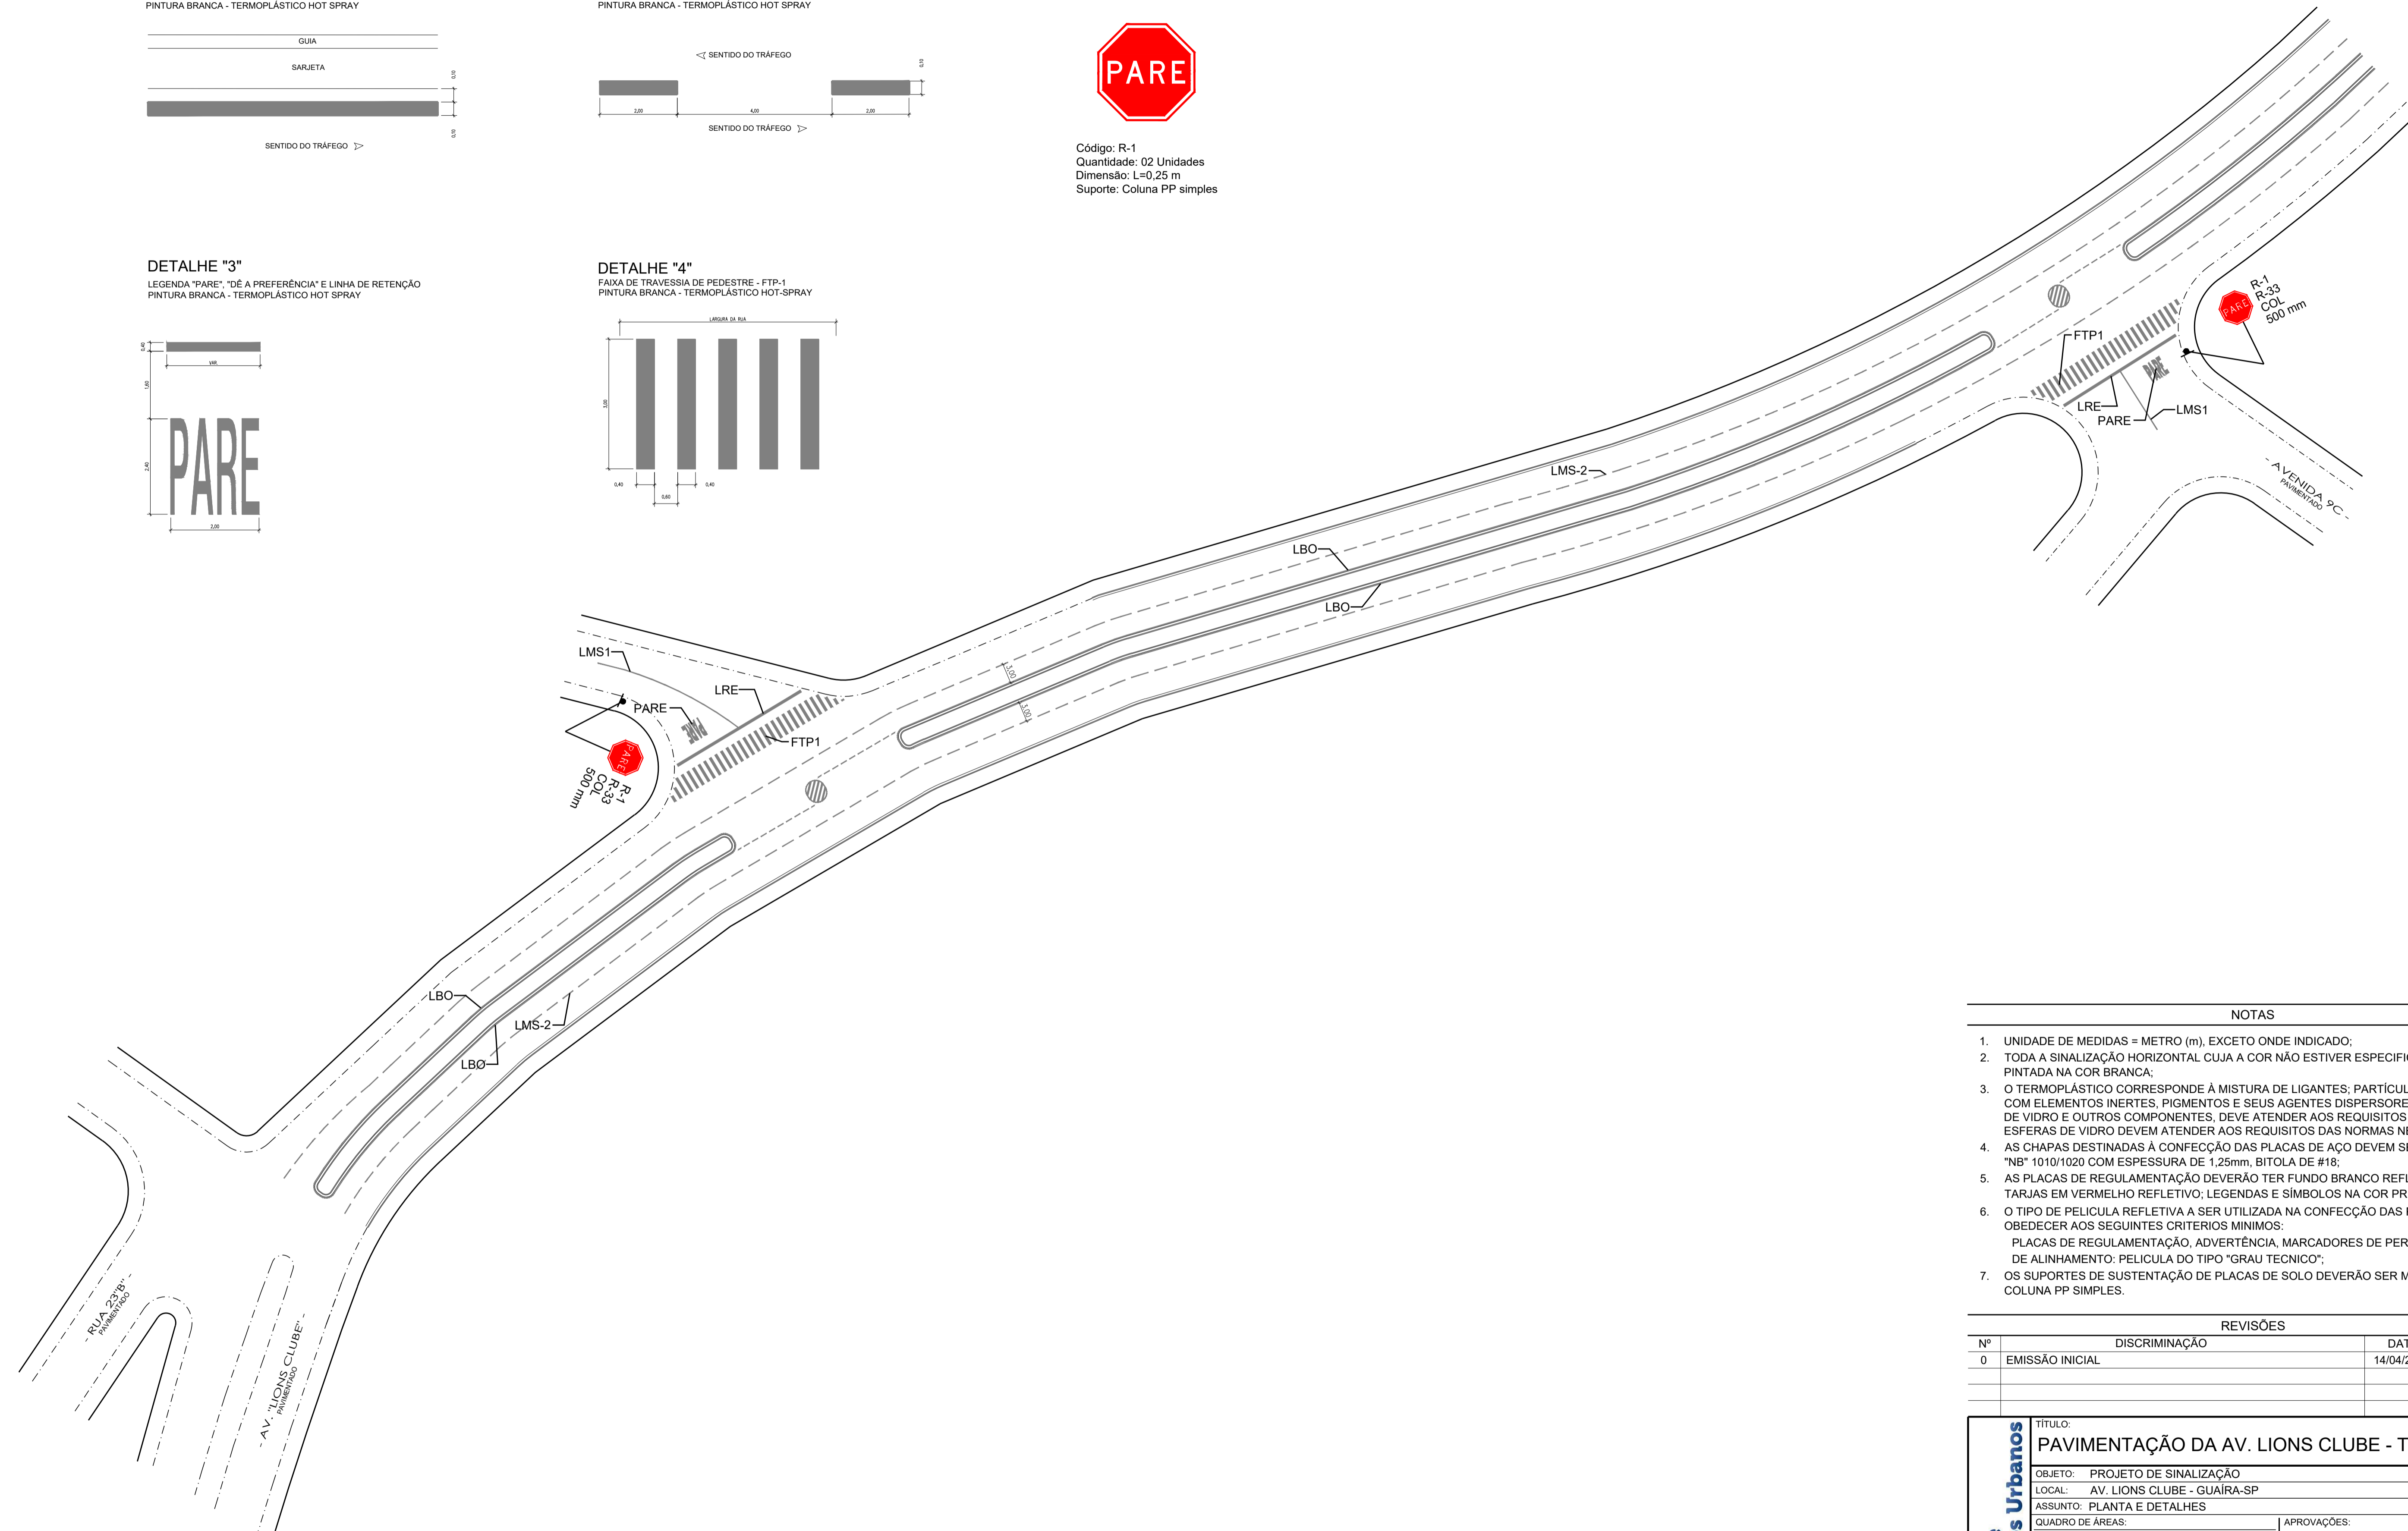 PINTURA BRANCA - TERMOPLÁSTICO HOT SPRAY
GUIA
SARJETA
0,10
0,10
SENTIDO DO TRÁFEGO
PINTURA BRANCA - TERMOPLÁSTICO HOT SPRAY
SENTIDO DO TRÁFEGO
0,10
2,00
4,00
2,00
SENTIDO DO TRÁFEGO
PARE
Código: R-1
Quantidade: 02 Unidades
Dimensão: L=0,25 m
Suporte: Coluna PP simples
DETALHE "3"
LEGENDA "PARE", "DÊ A PREFERÊNCIA" E LINHA DE RETENÇÃO
PINTURA BRANCA - TERMOPLÁSTICO HOT SPRAY
0,40
VAR.
1,60
2,40
PARE
2,00
DETALHE "4"
FAIXA DE TRAVESSIA DE PEDESTRE - FTP-1
PINTURA BRANCA - TERMOPLÁSTICO HOT-SPRAY
LARGURA DA RUA
3,00
0,40
0,40
0,60
PARE
R-1
R-33
COL
500 mm
FTP1
PARE
LRE
PARE
LMS1
- AVENIDA 9C -
PAVIMENTADO
LMS-2
LBO
LBO
LMS1
LRE
PARE
PARE
FTP1
3,00
3,00
PARE
R-1
R-33
COL
500 mm
LBO
LMS-2
LBO
- RUA 23"B" -
PAVIMENTADO
- AV. "LIONS CLUBE" -
PAVIMENTADO
NOTAS
1. UNIDADE DE MEDIDAS = METRO (m), EXCETO ONDE INDICADO;
2. TODA A SINALIZAÇÃO HORIZONTAL CUJA A COR NÃO ESTIVER ESPECIFI
PINTADA NA COR BRANCA;
3. O TERMOPLÁSTICO CORRESPONDE À MISTURA DE LIGANTES; PARTÍCUL
COM ELEMENTOS INERTES, PIGMENTOS E SEUS AGENTES DISPERSORE
DE VIDRO E OUTROS COMPONENTES, DEVE ATENDER AOS REQUISITOS
ESFERAS DE VIDRO DEVEM ATENDER AOS REQUISITOS DAS NORMAS N
4. AS CHAPAS DESTINADAS À CONFECÇÃO DAS PLACAS DE AÇO DEVEM S
"NB" 1010/1020 COM ESPESSURA DE 1,25mm, BITOLA DE #18;
5. AS PLACAS DE REGULAMENTAÇÃO DEVERÃO TER FUNDO BRANCO REF
TARJAS EM VERMELHO REFLETIVO; LEGENDAS E SÍMBOLOS NA COR PR
6. O TIPO DE PELICULA REFLETIVA A SER UTILIZADA NA CONFECÇÃO DAS
OBEDECER AOS SEGUINTES CRITERIOS MINIMOS:
PLACAS DE REGULAMENTAÇÃO, ADVERTÊNCIA, MARCADORES DE PER
DE ALINHAMENTO: PELICULA DO TIPO "GRAU TECNICO";
7. OS SUPORTES DE SUSTENTAÇÃO DE PLACAS DE SOLO DEVERÃO SER M
COLUNA PP SIMPLES.
REVISÕES
Nº DISCRIMINAÇÃO DAT
0 EMISSÃO INICIAL 14/04/
Urbanos
TÍTULO:
PAVIMENTAÇÃO DA AV. LIONS CLUBE - T
OBJETO: PROJETO DE SINALIZAÇÃO
LOCAL: AV. LIONS CLUBE - GUAÍRA-SP
ASSUNTO: PLANTA E DETALHES
QUADRO DE ÁREAS: APROVAÇÕES: